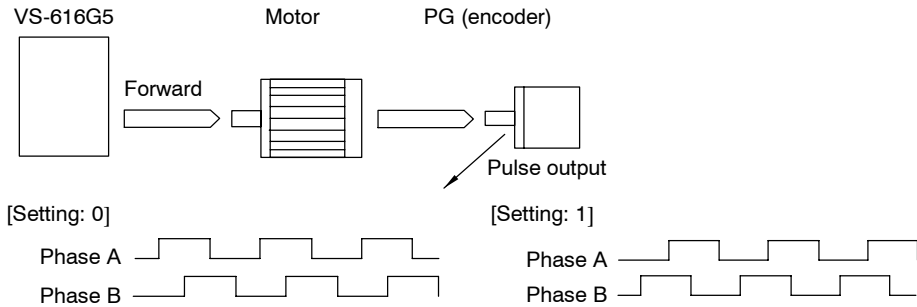 VS-616G5 Motor PG (encoder)
Forward
Pulse output
[Setting: 0] [Setting: 1]
Phase A Phase A
Phase B Phase B